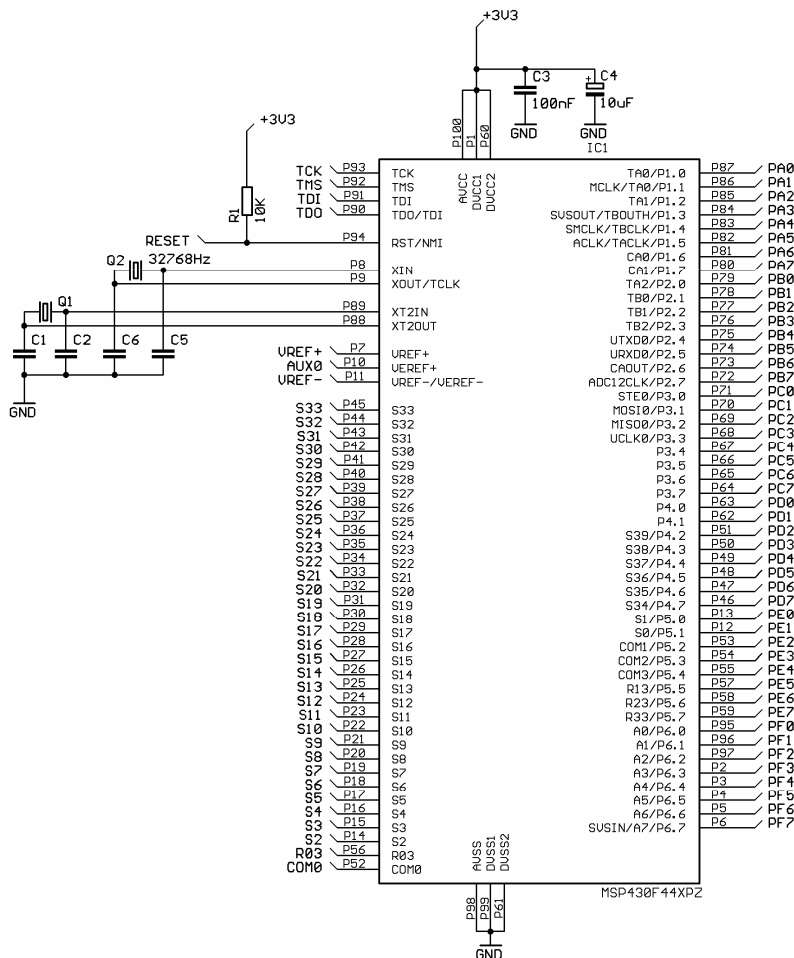 +3V3
C3
100nF
GND
C4
+
10uF
GND
IC1
+3V3
R1
10K
P100
P1
P60
AVCC
DVCC1
DVCC2
TCK P93 TCK
TMS P92 TMS
TDI P91 TDI
TDO P90 TDO/TDI
RESET P94 RST/NMI
Q2 32768Hz P8 XIN
P9 XOUT/TCLK
Q1 P89 XT2IN
P88 XT2OUT
C1 C2 C6 C5
GND
VREF+ P7 VREF+
AUX0 P10 VEREF+
VREF- P11 VREF-/VEREF-
S33 P45 S33
S32 P44 S32
S31 P43 S31
S30 P42 S30
S29 P41 S29
S28 P40 S28
S27 P39 S27
S26 P38 S26
S25 P37 S25
S24 P36 S24
S23 P35 S23
S22 P34 S22
S21 P33 S21
S20 P32 S20
S19 P31 S19
S18 P30 S18
S17 P29 S17
S16 P28 S16
S15 P27 S15
S14 P26 S14
S13 P25 S13
S12 P24 S12
S11 P23 S11
S10 P22 S10
S9 P21 S9
S8 P20 S8
S7 P19 S7
S6 P18 S6
S5 P17 S5
S4 P16 S4
S3 P15 S3
S2 P14 S2
R03 P56 R03
COM0 P52 COM0
TA0/P1.0 P87 PA0
MCLK/TA0/P1.1 P86 PA1
TA1/P1.2 P85 PA2
SVSOUT/TBOUTH/P1.3 P84 PA3
SMCLK/TBCLK/P1.4 P83 PA4
ACLK/TACLK/P1.5 P82 PA5
CA0/P1.6 P81 PA6
CA1/P1.7 P80 PA7
TA2/P2.0 P79 PB0
TB0/P2.1 P78 PB1
TB1/P2.2 P77 PB2
TB2/P2.3 P76 PB3
UTXD0/P2.4 P75 PB4
URXD0/P2.5 P74 PB5
CAOUT/P2.6 P73 PB6
ADC12CLK/P2.7 P72 PB7
STE0/P3.0 P71 PC0
MOSI0/P3.1 P70 PC1
MISO0/P3.2 P69 PC2
UCLK0/P3.3 P68 PC3
P3.4 P67 PC4
P3.5 P66 PC5
P3.6 P65 PC6
P3.7 P64 PC7
P4.0 P63 PD0
P4.1 P62 PD1
S39/P4.2 P51 PD2
S38/P4.3 P50 PD3
S37/P4.4 P49 PD4
S36/P4.5 P48 PD5
S35/P4.6 P47 PD6
S34/P4.7 P46 PD7
S1/P5.0 P13 PE0
S0/P5.1 P12 PE1
COM1/P5.2 P53 PE2
COM2/P5.3 P54 PE3
COM3/P5.4 P55 PE4
R13/P5.5 P57 PE5
R23/P5.6 P58 PE6
R33/P5.7 P59 PE7
A0/P6.0 P95 PF0
A1/P6.1 P96 PF1
A2/P6.2 P97 PF2
A3/P6.3 P2 PF3
A4/P6.4 P3 PF4
A5/P6.5 P4 PF5
A6/P6.6 P5 PF6
SVSIN/A7/P6.7 P6 PF7
AVSS
DVSS1
DVSS2
P98
P99
P61
MSP430F44XPZ
GND